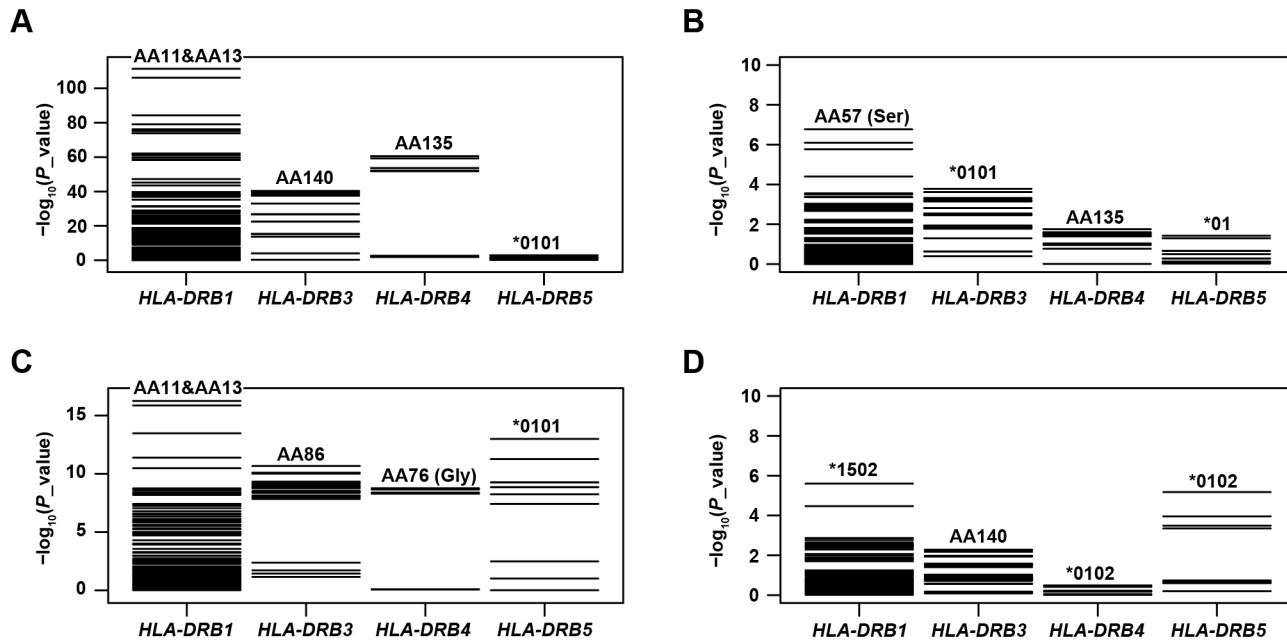 A
−log10(P_value)
100
80
60
40
20
0
AA11&AA13
AA140
AA135
*0101
HLA-DRB1 HLA-DRB3 HLA-DRB4 HLA-DRB5
B
−log10(P_value)
10
8
6
4
2
0
AA57 (Ser)
*0101
AA135
*01
HLA-DRB1 HLA-DRB3 HLA-DRB4 HLA-DRB5
C
−log10(P_value)
15
10
5
0
AA11&AA13
AA86
AA76 (Gly)
*0101
HLA-DRB1 HLA-DRB3 HLA-DRB4 HLA-DRB5
D
−log10(P_value)
10
8
6
4
2
0
*1502
AA140
*0102
*0102
HLA-DRB1 HLA-DRB3 HLA-DRB4 HLA-DRB5